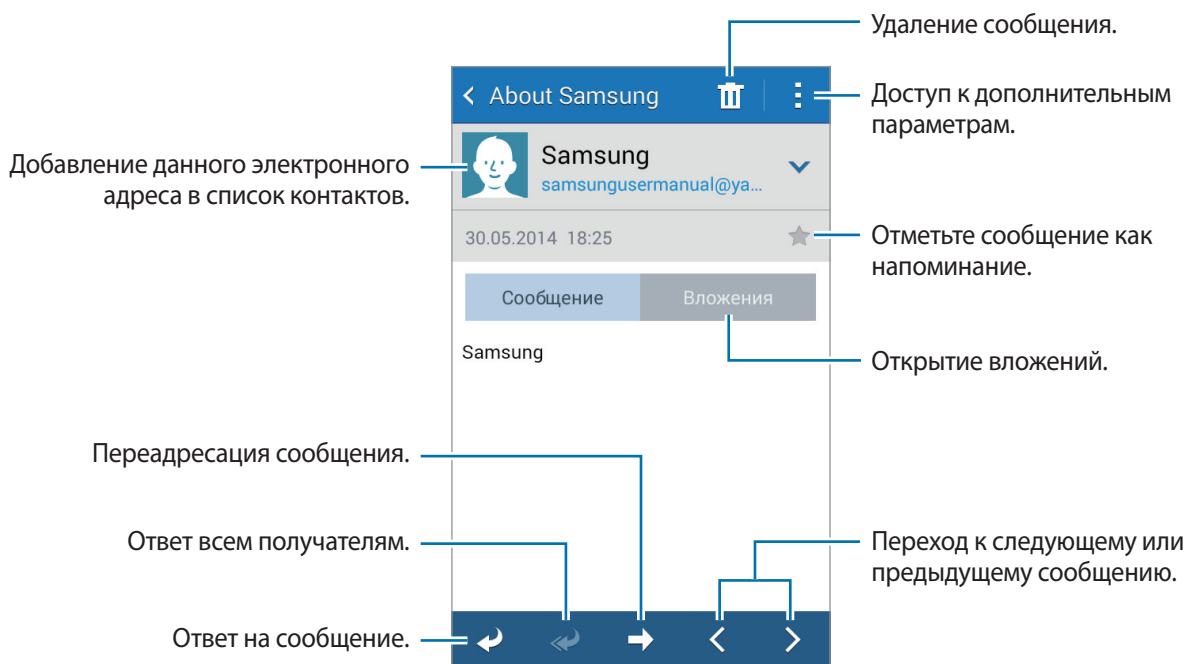 Удаление сообщения.
About Samsung
Доступ к дополнительным
параметрам.
Добавление данного электронного
адреса в список контактов.
Samsung
samsungusermanual@ya...
30.05.2014 18:25
Отметьте сообщение как
напоминание.
Сообщение
Вложения
Samsung
Открытие вложений.
Переадресация сообщения.
Ответ всем получателям.
Переход к следующему или
предыдущему сообщению.
Ответ на сообщение.